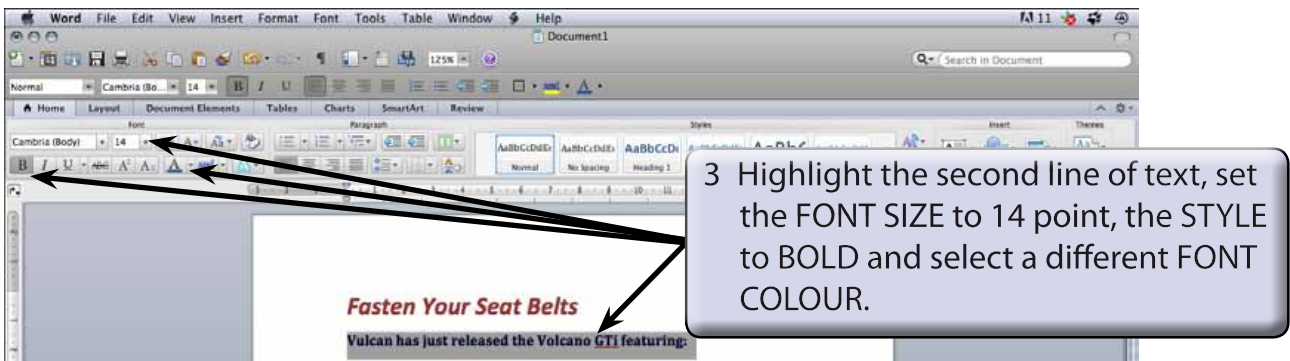 Word File Edit View Insert Format Font Tools Table Window Help
Document1
125%
Search in Document
Normal Cambria (Bo... 14 B I U
Home Layout Document Elements Tables Charts SmartArt Review
Font Paragraph Styles Insert Themes
Cambria (Body) 14
AaBbCcDdEe AaBbCcDdEe AaBbCcDc
B I U ABC A A A
Normal No Spacing Heading 1
3 Highlight the second line of text, set
the FONT SIZE to 14 point, the STYLE
to BOLD and select a different FONT
COLOUR.
Fasten Your Seat Belts
Vulcan has just released the Volcano GTi featuring: